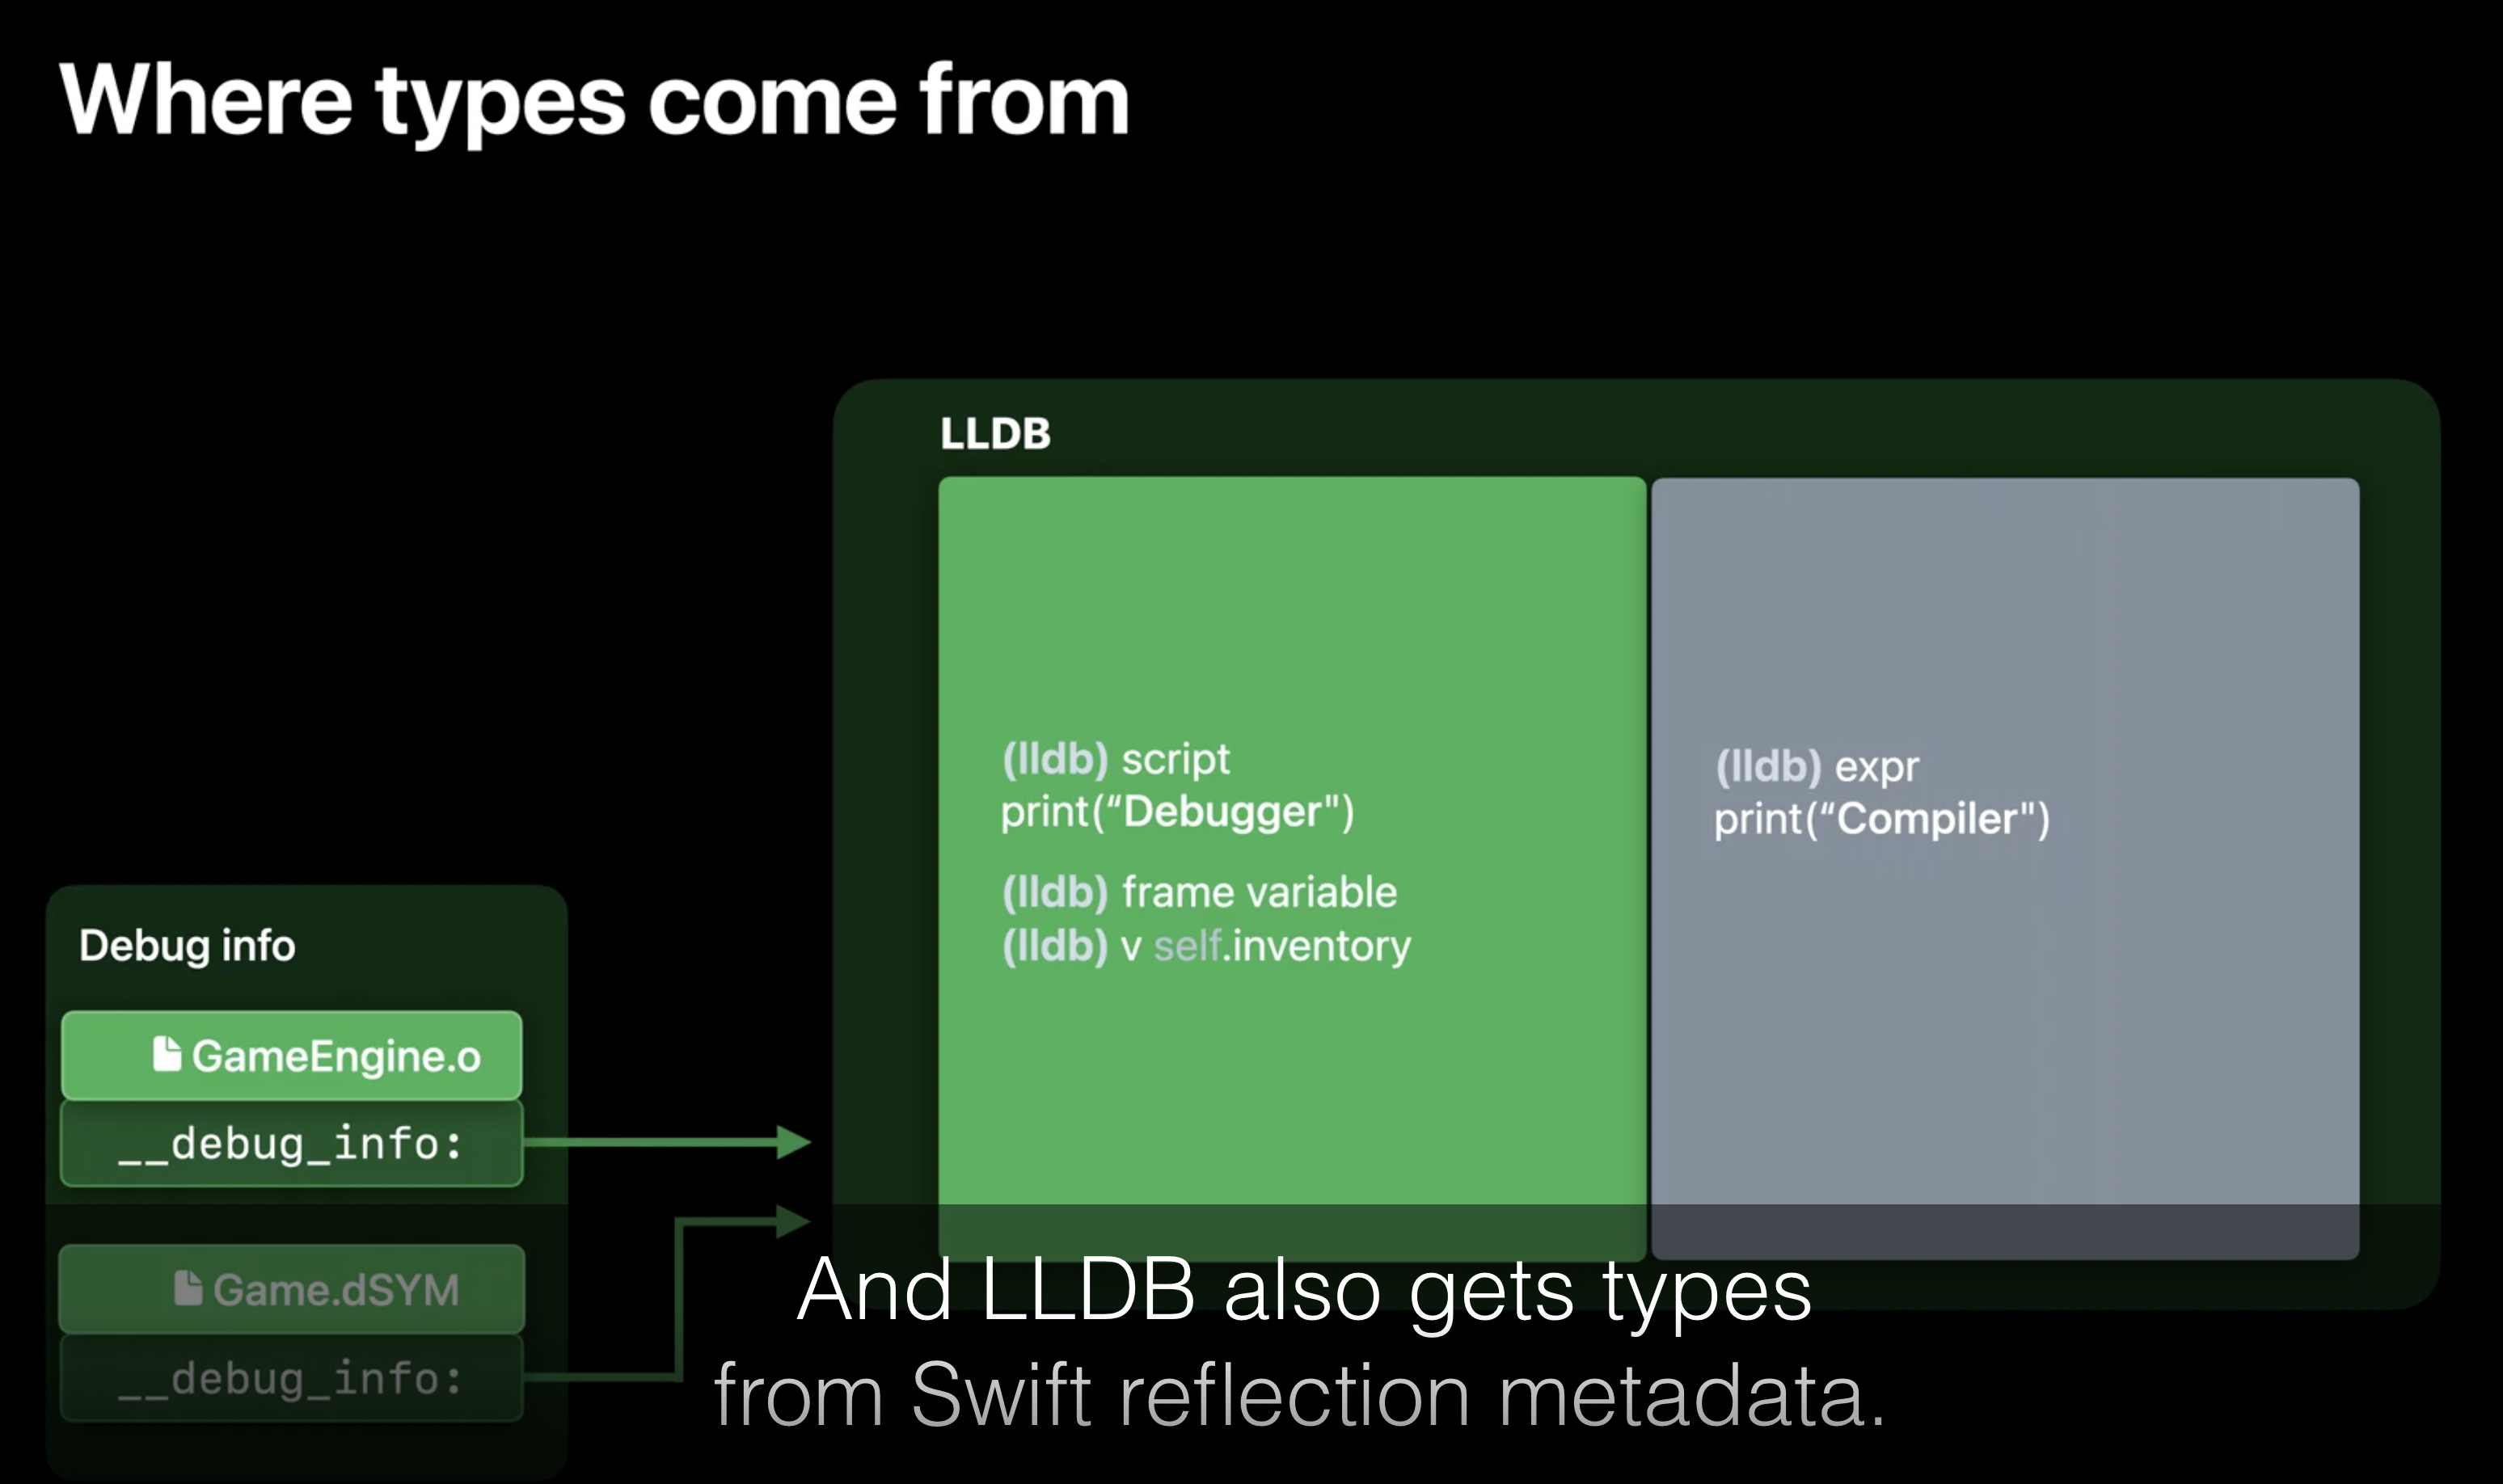 Where types come from
LLDB
(lldb) script
print(“Debugger")
(lldb) frame variable
(lldb) v self.inventory
(lldb) expr
print(“Compiler")
Debug info
GameEngine.o
__debug_info:
Game.dSYM
__debug_info:
And LLDB also gets types
from Swift reflection metadata.